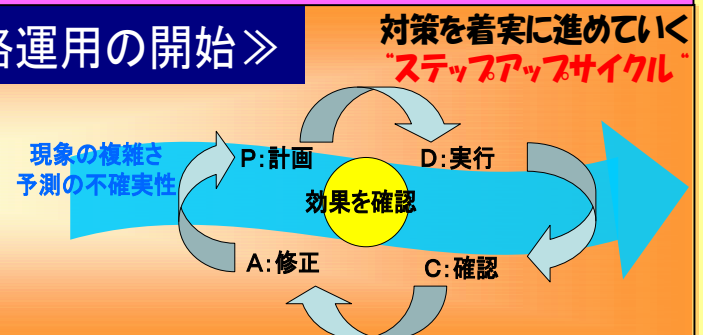 運用の開始≫
対策を着実に進めていく
“ステップアップサイクル“
現象の複雑さ
予測の不確実性
P:計画
D:実行
効果を確認
A:修正
C:確認